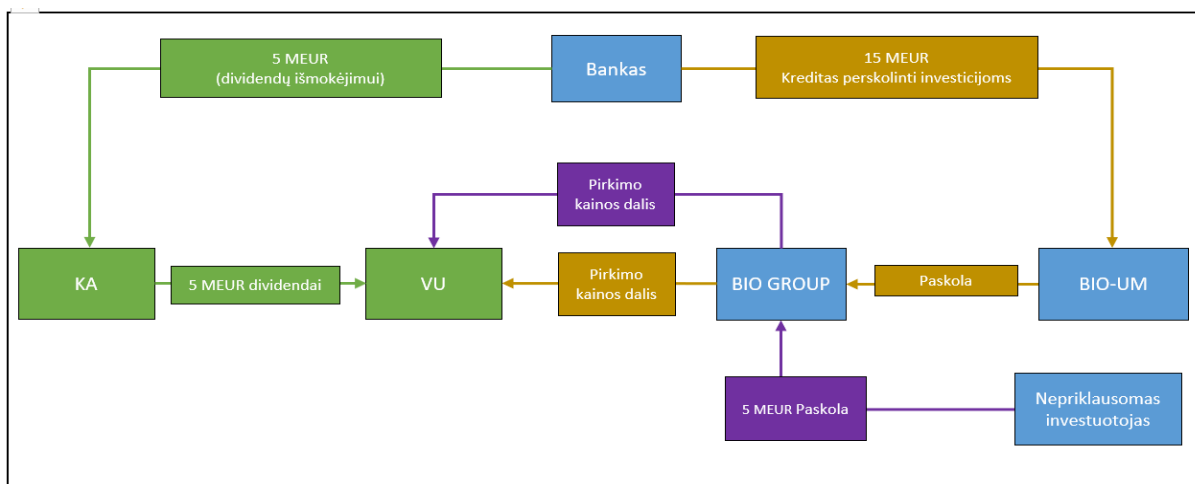 5 MEUR
(dividendų išmokėjimui)
Bankas
15 MEUR
Kreditas perskolinti investicijoms
Pirkimo
kainos dalis
KA
5 MEUR dividendai
VU
Pirkimo
kainos dalis
BIO GROUP
Paskola
BIO-UM
5 MEUR Paskola
Nepriklausomas
investuotojas